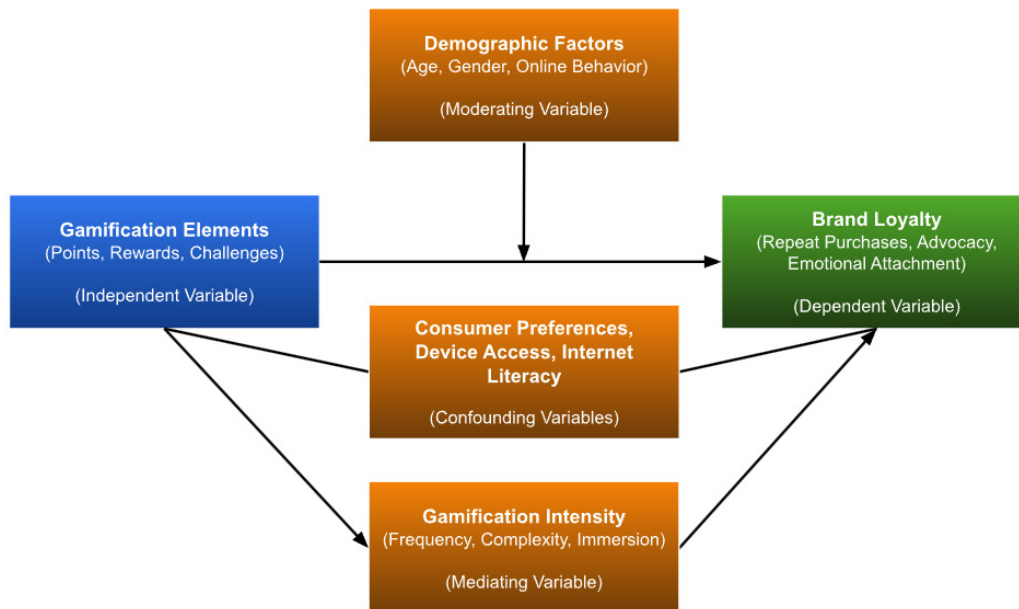 Demographic Factors
(Age, Gender, Online Behavior)
(Moderating Variable)
Gamification Elements
(Points, Rewards, Challenges)
(Independent Variable)
Brand Loyalty
(Repeat Purchases, Advocacy,
Emotional Attachment)
(Dependent Variable)
Consumer Preferences,
Device Access, Internet
Literacy
(Confounding Variables)
Gamification Intensity
(Frequency, Complexity, Immersion)
(Mediating Variable)